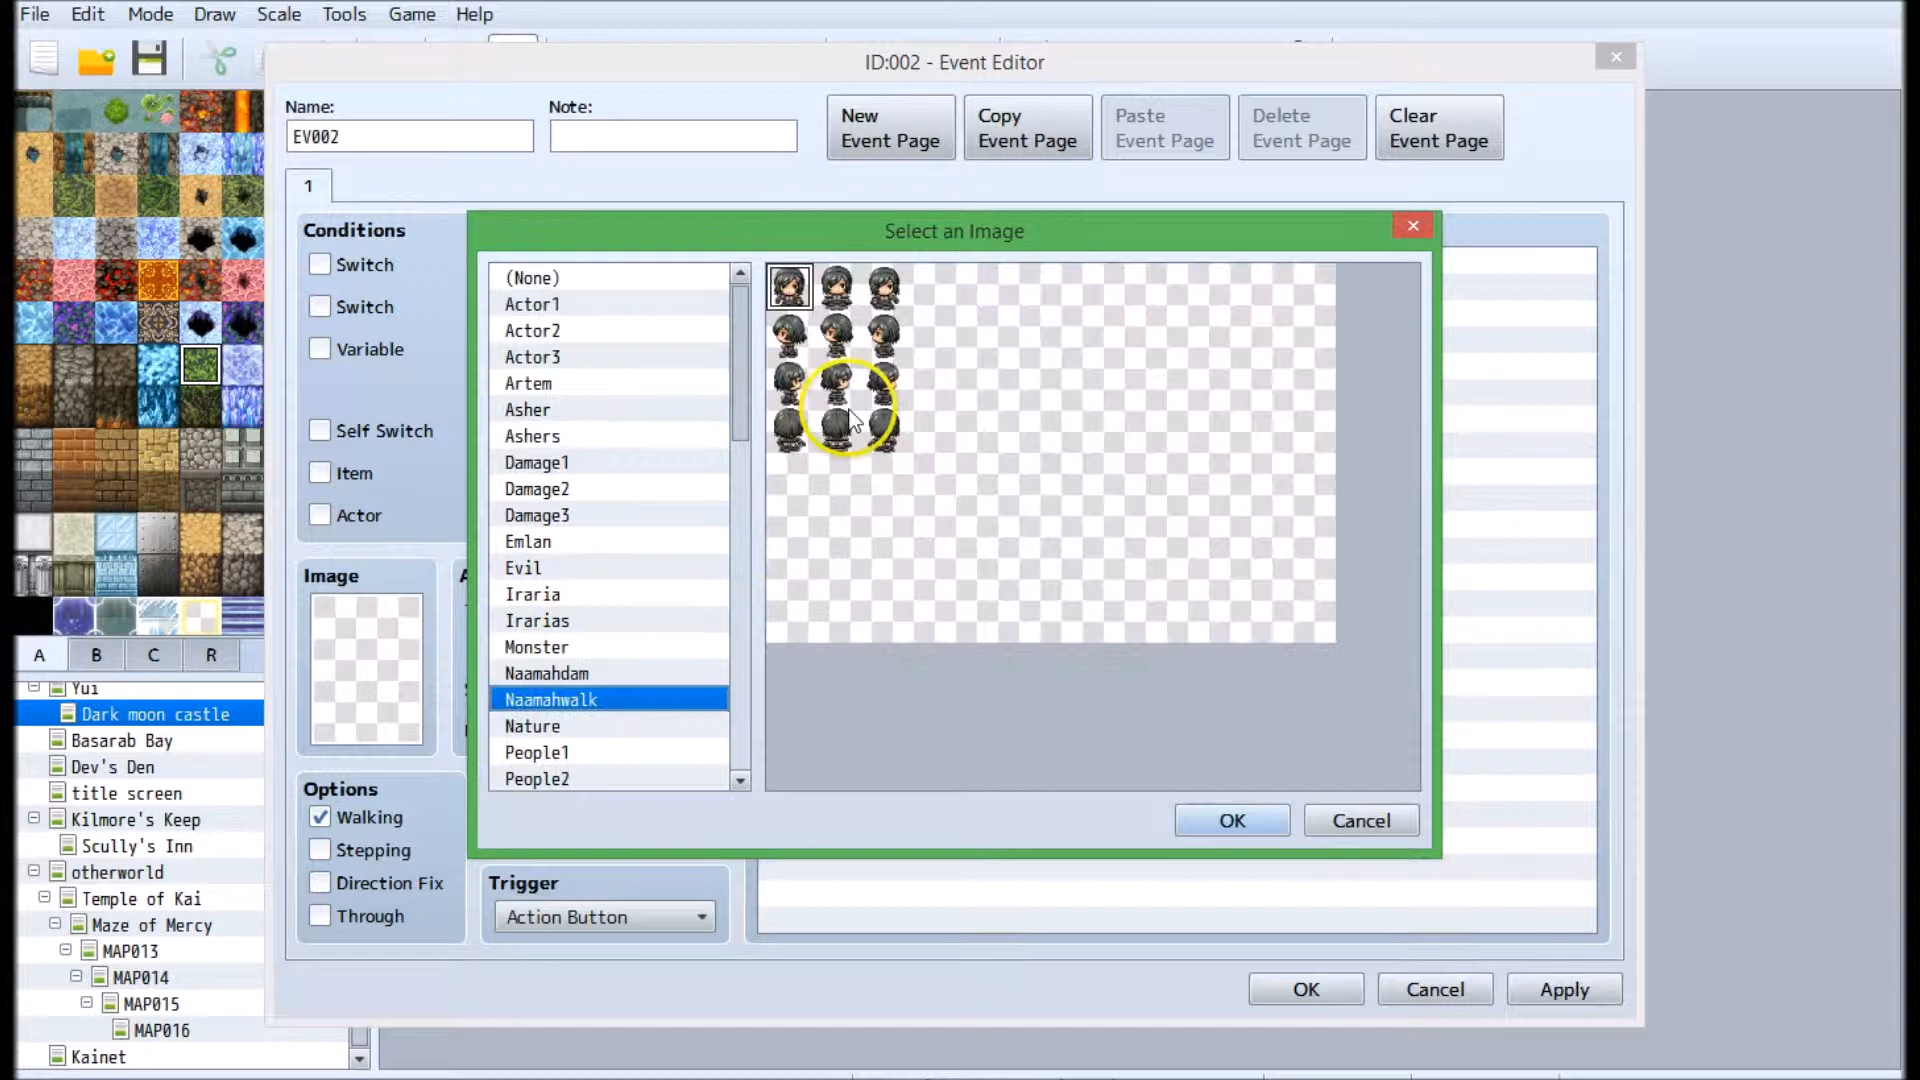 File Edit Mode Draw Scale Tools Game Help
ID:002 - Event Editor
Name:
Note:
EV002
New
Event Page
Copy
Event Page
Paste
Event Page
Delete
Event Page
Clear
Event Page
1
Conditions
Switch
Switch
Variable
Self Switch
Item
Actor
Image
Options
Walking
Stepping
Direction Fix
Through
Select an Image
(None)
Actor1
Actor2
Actor3
Artem
Asher
Ashers
Damage1
Damage2
Damage3
Emlan
Evil
Iraria
Irarias
Monster
Naamahdam
Naamahwalk
Nature
People1
People2
OK
Cancel
Trigger
Action Button
OK
Cancel
Apply
A B C R
Yui
Dark moon castle
Basarab Bay
Dev's Den
title screen
Kilmore's Keep
Scully's Inn
otherworld
Temple of Kai
Maze of Mercy
MAP013
MAP014
MAP015
MAP016
Kainet